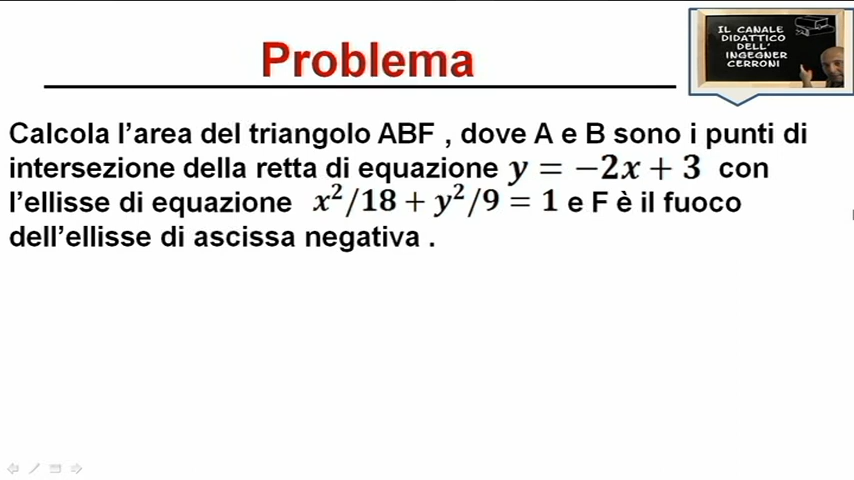 Problema
IL CANALE
DIDATTICO
DELL'
INGEGNER
CERRONI
Calcola l’area del triangolo ABF , dove A e B sono i punti di
intersezione della retta di equazione y = −2x + 3 con
l’ellisse di equazione x²/18 + y²/9 = 1 e F è il fuoco
dell’ellisse di ascissa negativa .